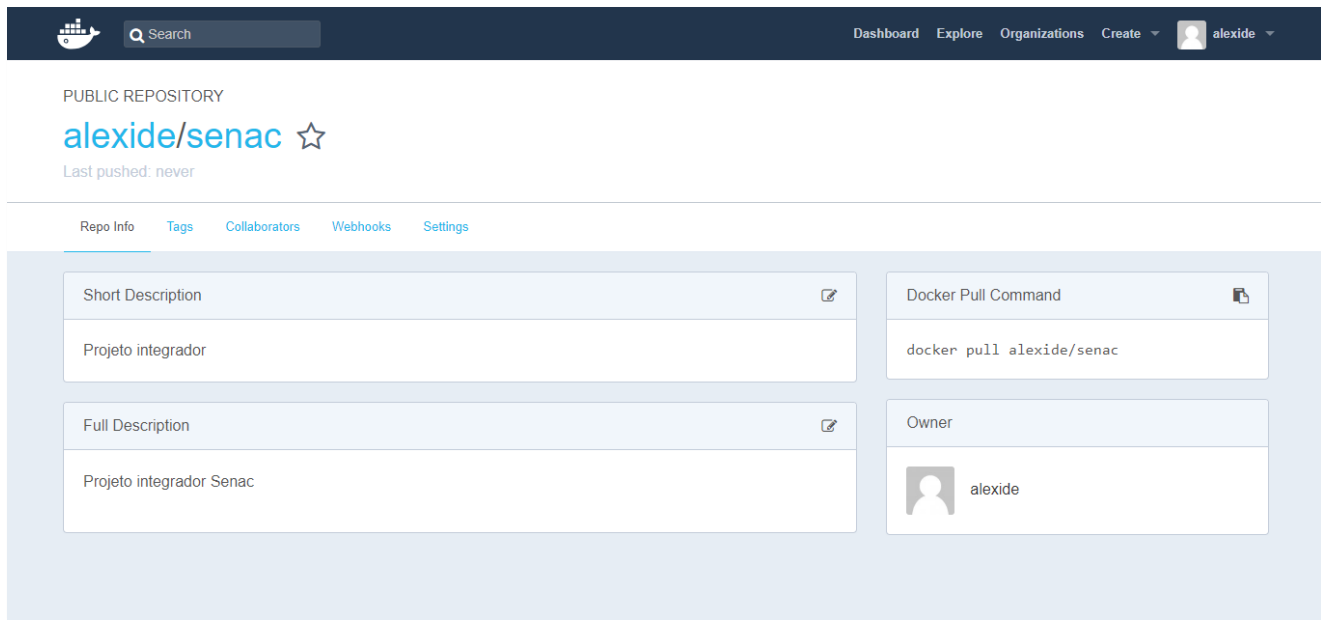 Search
Dashboard Explore Organizations Create alexide
PUBLIC REPOSITORY
alexide/senac
Last pushed: never
Repo Info Tags Collaborators Webhooks Settings
Short Description
Projeto integrador
Docker Pull Command
docker pull alexide/senac
Full Description
Projeto integrador Senac
Owner
alexide